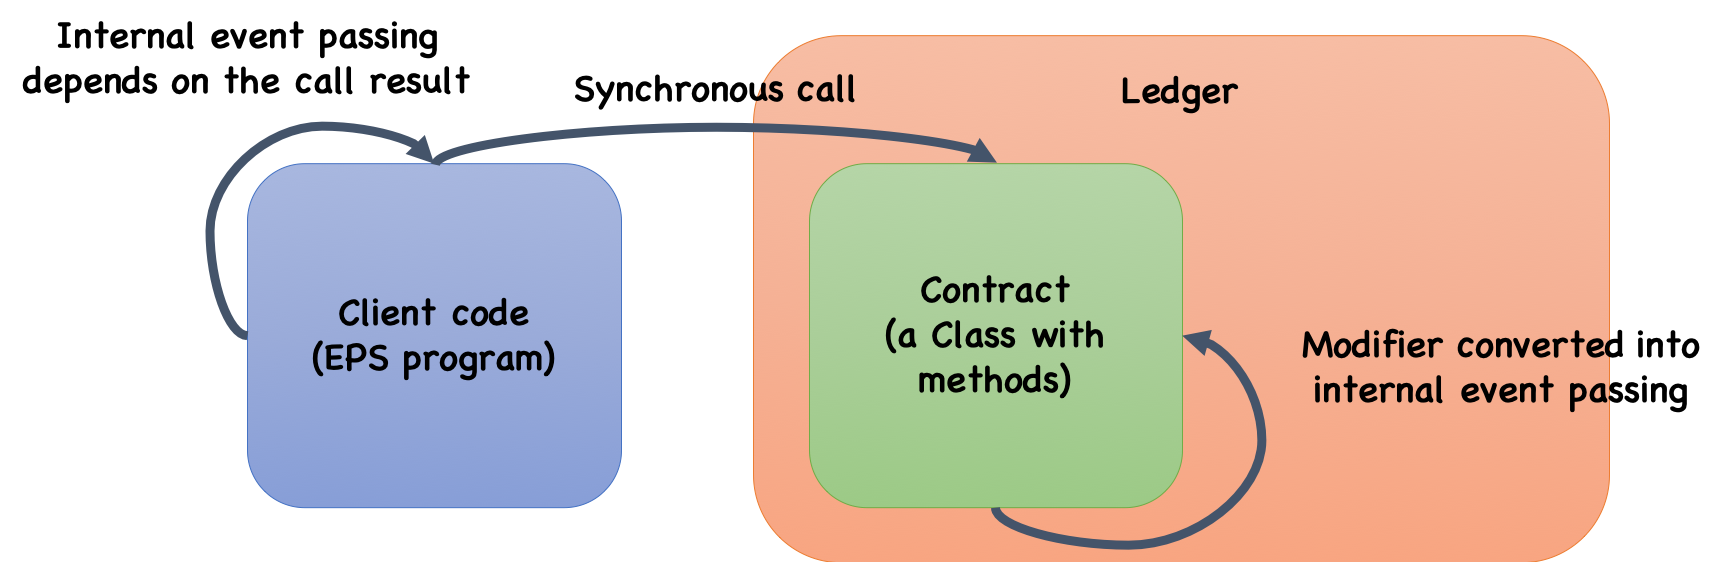 Internal event passing
depends on the call result
Synchronous call
Ledger
Client code
(EPS program)
Contract
(a Class with
methods)
Modifier converted into
internal event passing